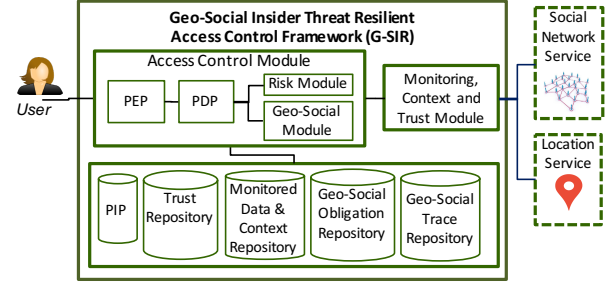 Geo-Social Insider Threat Resilient
Access Control Framework (G-SIR)
Social
Network
Service
Access Control Module
User
PEP
PDP
Risk Module
Geo-Social
Module
Monitoring,
Context and
Trust Module
Location
Service
PIP
Trust
Repository
Monitored
Data &
Context
Repository
Geo-Social
Obligation
Repository
Geo-Social
Trace
Repository